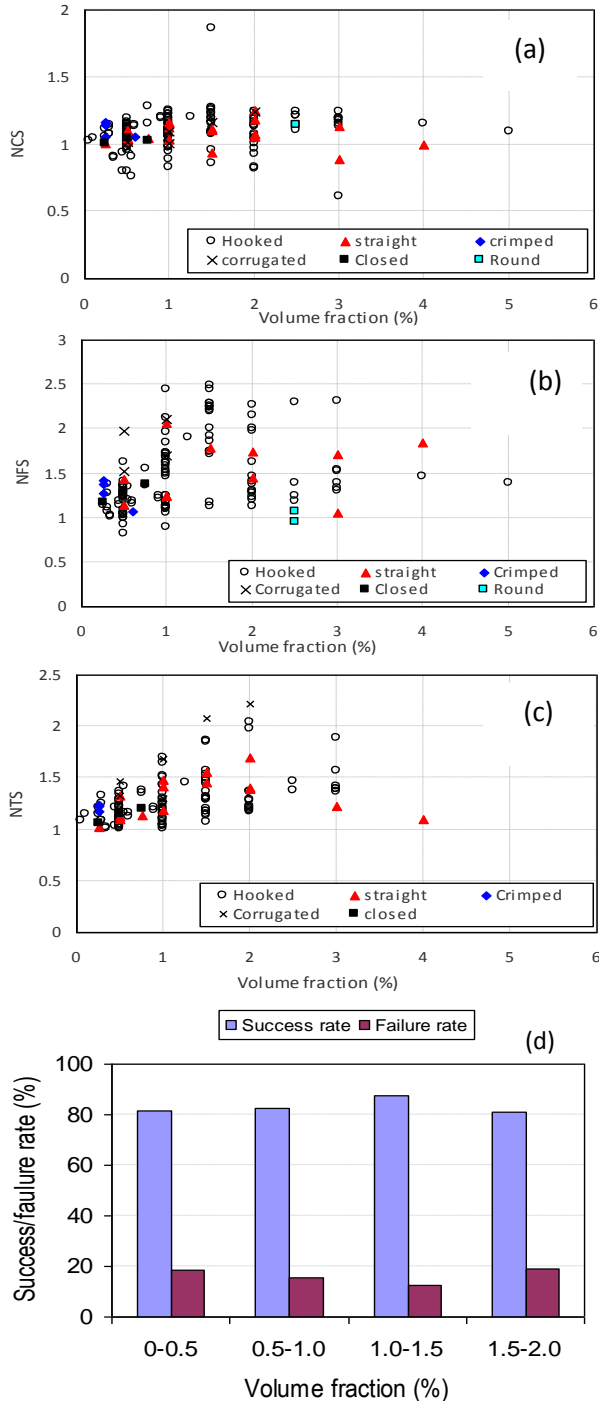 2
(a)
1.5
NCS
1
0.5
Hooked straight crimped
corrugated Closed Round
0
0 1 2 3 4 5 6
Volume fraction (%)
3
(b)
2.5
2
NFS
1.5
1
0.5
Hooked straight Crimped
Corrugated Closed Round
0
0 1 2 3 4 5 6
Volume fraction (%)
2.5
(c)
2
1.5
NTS
1
0.5
Hooked straight Crimped
Corrugated closed
0
0 1 2 3 4 5 6
Volume fraction (%)
Success rate Failure rate
(d)
100
80
60
40
20
0
Success/faulure rate (%)
0-0.5 0.5-1.0 1.0-1.5 1.5-2.0
Volume fraction (%)